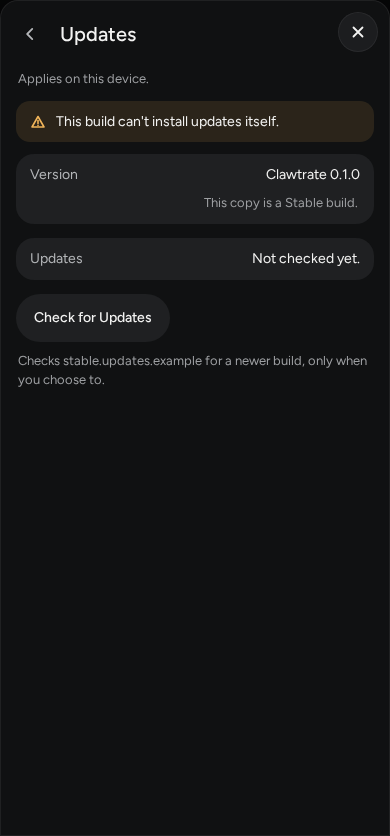 Updates
Applies on this device.
This build can't install updates itself.
Version
Clawtrate 0.1.0
This copy is a Stable build.
Updates
Not checked yet.
Check for Updates
Checks stable.updates.example for a newer build, only when
you choose to.